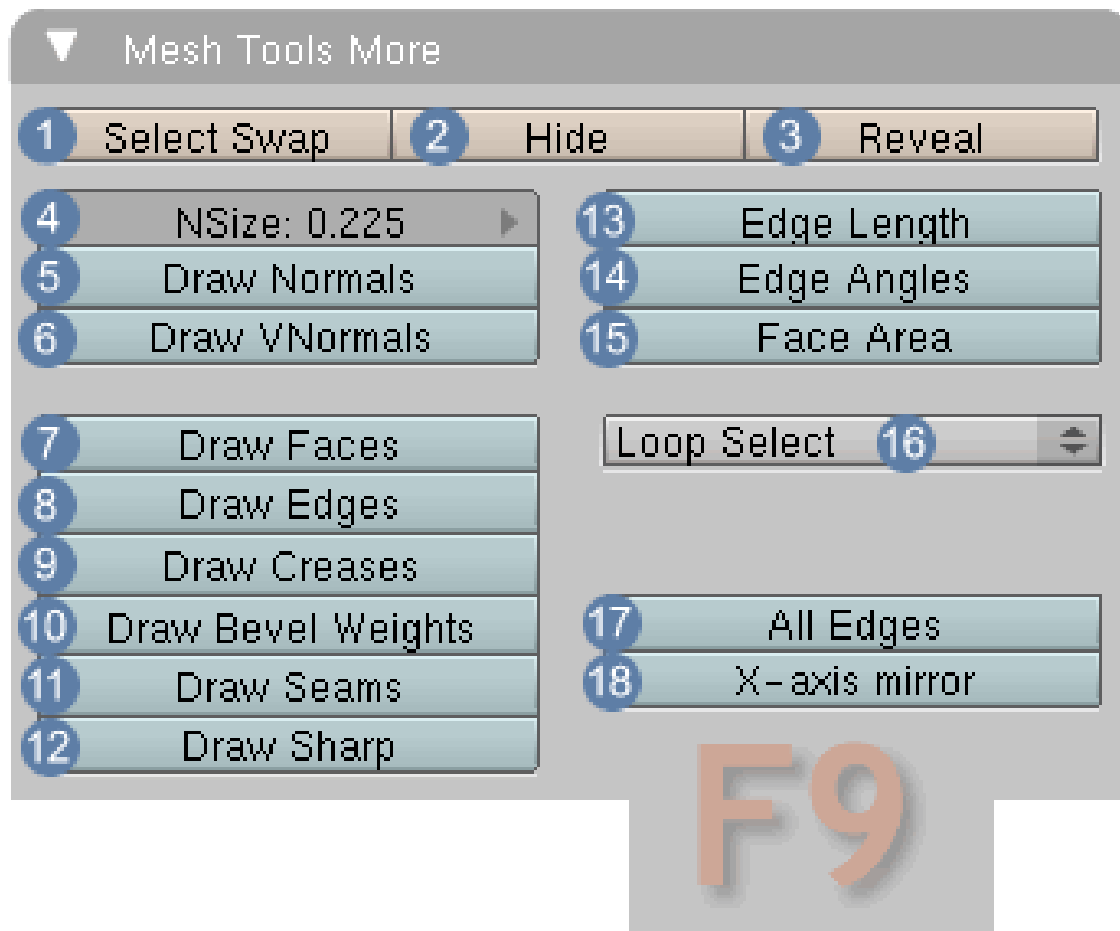 Mesh Tools More
1 Select Swap 2 Hide 3 Reveal
4 NSize: 0.225
5 Draw Normals
6 Draw VNormals
13 Edge Length
14 Edge Angles
15 Face Area
7 Draw Faces
8 Draw Edges
9 Draw Creases
10 Draw Bevel Weights
11 Draw Seams
12 Draw Sharp
Loop Select 16
17 All Edges
18 X-axis mirror
F9